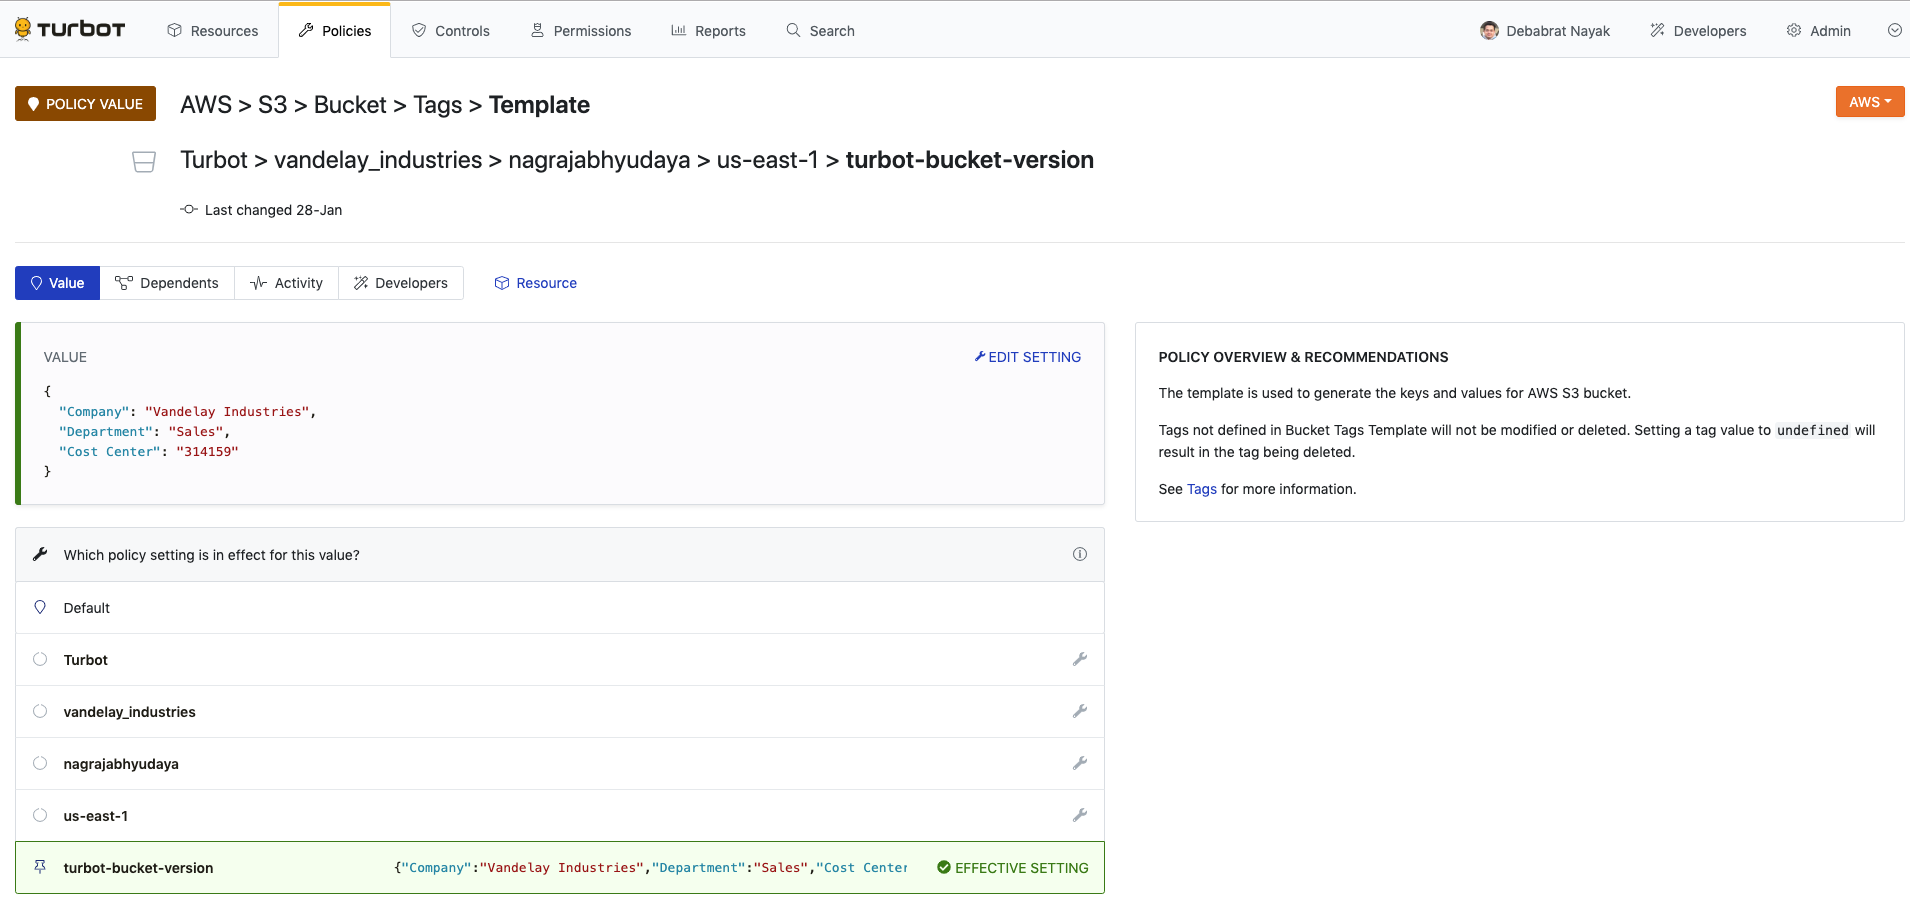 TURBOT Resources Policies Controls Permissions Reports Search Debabrat Nayak Developers Admin
POLICY VALUE AWS > S3 > Bucket > Tags > Template AWS
Turbot > vandelay_industries > nagrajabhyudaya > us-east-1 > turbot-bucket-version
Last changed 28-Jan
Value Dependents Activity Developers Resource
VALUE EDIT SETTING
{
"Company": "Vandelay Industries",
"Department": "Sales",
"Cost Center": "314159"
}
POLICY OVERVIEW & RECOMMENDATIONS
The template is used to generate the keys and values for AWS S3 bucket.
Tags not defined in Bucket Tags Template will not be modified or deleted. Setting a tag value to undefined will
result in the tag being deleted.
See Tags for more information.
Which policy setting is in effect for this value?
Default
Turbot
vandelay_industries
nagrajabhyudaya
us-east-1
turbot-bucket-version {"Company":"Vandelay Industries","Department":"Sales","Cost Center EFFECTIVE SETTING